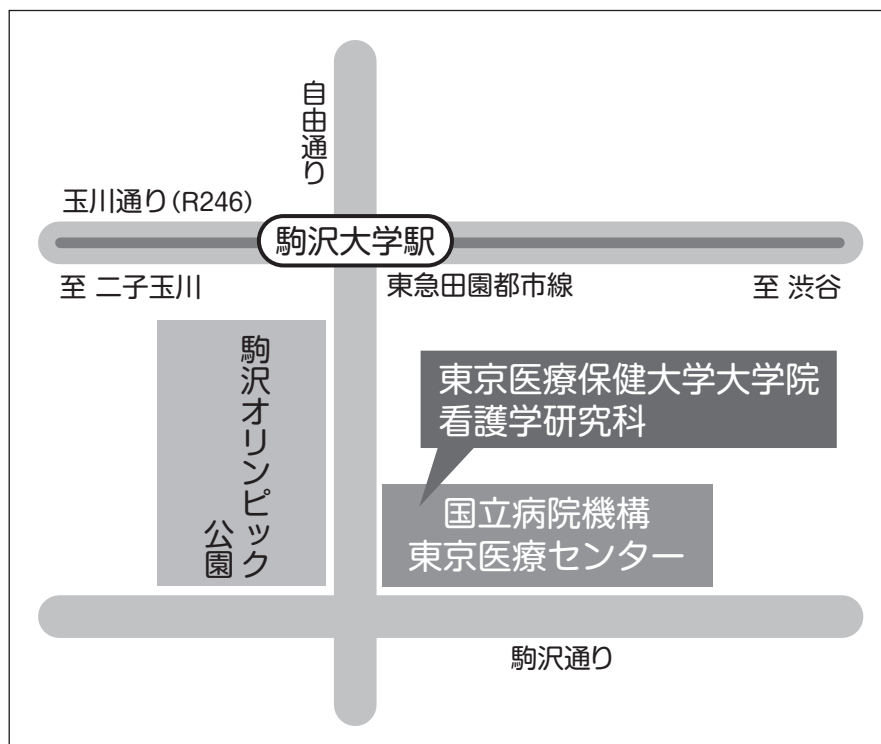 自由通り
玉川通り(R246)
駒沢大学駅
至 二子玉川
東急田園都市線
至 渋谷
駒沢オリンピック
公園
東京医療保健大学大学院
看護学研究科
国立病院機構
東京医療センター
駒沢通り